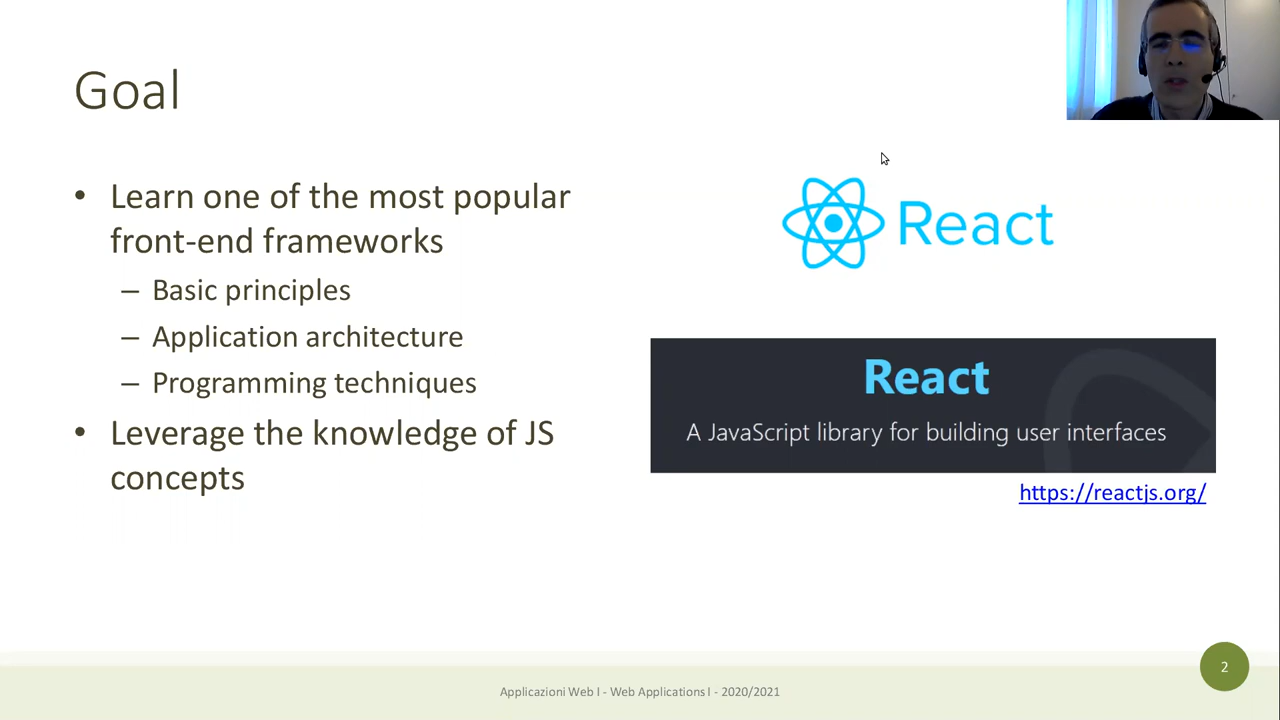 Goal
• Learn one of the most popular
front-end frameworks
– Basic principles
– Application architecture
– Programming techniques
• Leverage the knowledge of JS
concepts
React
React
A JavaScript library for building user interfaces
https://reactjs.org/
Applicazioni Web I - Web Applications I - 2020/2021
2